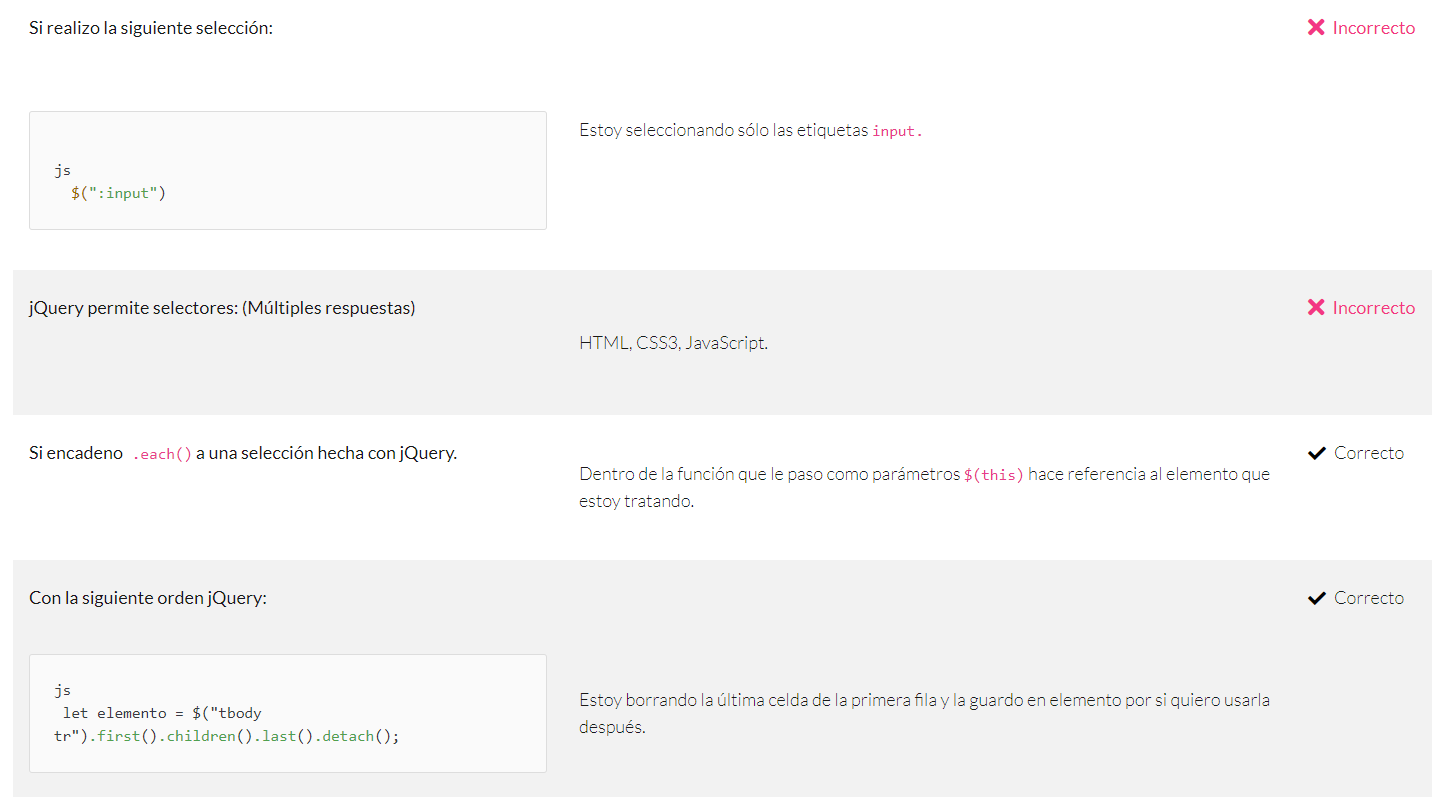 Si realizo la siguiente selección:
❌ Incorrecto
js
$(":input")
Estoy seleccionando sólo las etiquetas input.
jQuery permite selectores: (Múltiples respuestas)
❌ Incorrecto
HTML, CSS3, JavaScript.
Si encadeno .each() a una selección hecha con jQuery.
✔ Correcto
Dentro de la función que le paso como parámetros $(this) hace referencia al elemento que
estoy tratando.
Con la siguiente orden jQuery:
✔ Correcto
js
let elemento = $("tbody
tr").first().children().last().detach();
Estoy borrando la última celda de la primera fila y la guardo en elemento por si quiero usarla
después.